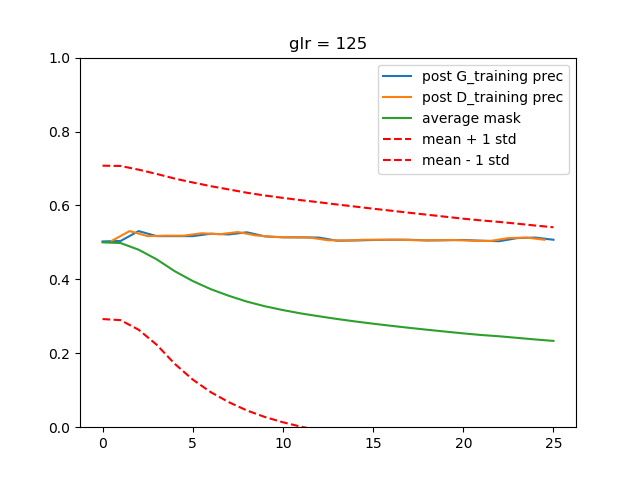 glr = 125
1.0
0.8
0.6
0.4
0.2
0.0
post G_training prec
post D_training prec
average mask
mean + 1 std
mean - 1 std
0
5
10
15
20
25